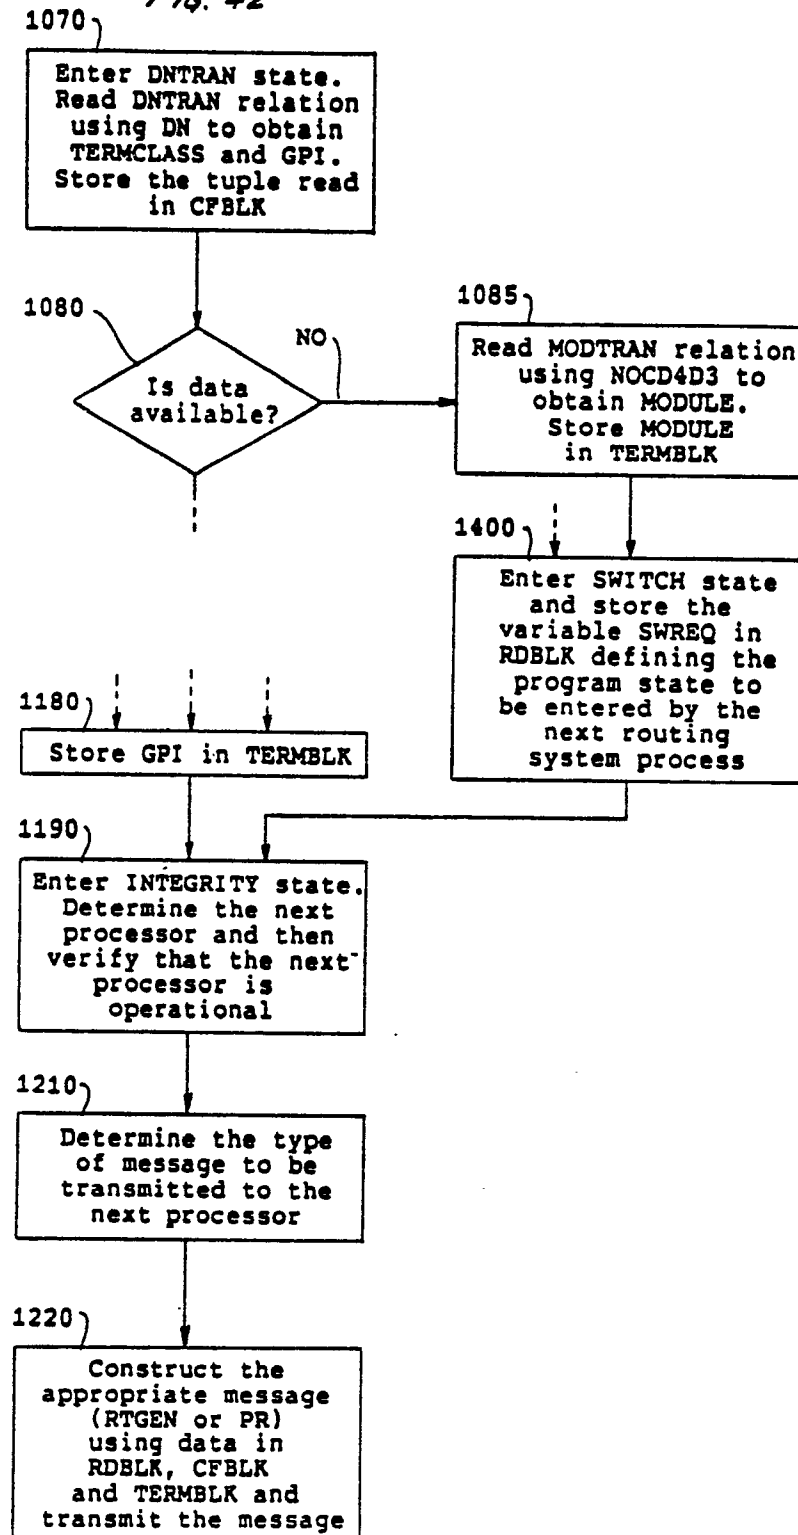 FIG. 42
1070
Enter DNTRAN state.
Read DNTRAN relation
using DN to obtain
TERMCLASS and GPI.
Store the tuple read
in CFBLK
1080
Is data
available?
NO
1085
Read MODTRAN relation
using NOCD4D3 to
obtain MODULE.
Store MODULE
in TERMBLK
1400
Enter SWITCH state
and store the
variable SWREQ in
RDBLK defining the
program state to
be entered by the
next routing
system process
1180
Store GPI in TERMBLK
1190
Enter INTEGRITY state.
Determine the next
processor and then
verify that the next
processor is
operational
1210
Determine the type
of message to be
transmitted to the
next processor
1220
Construct the
appropriate message
(RTGEN or PR)
using data in
RDBLK, CFBLK
and TERMBLK and
transmit the message